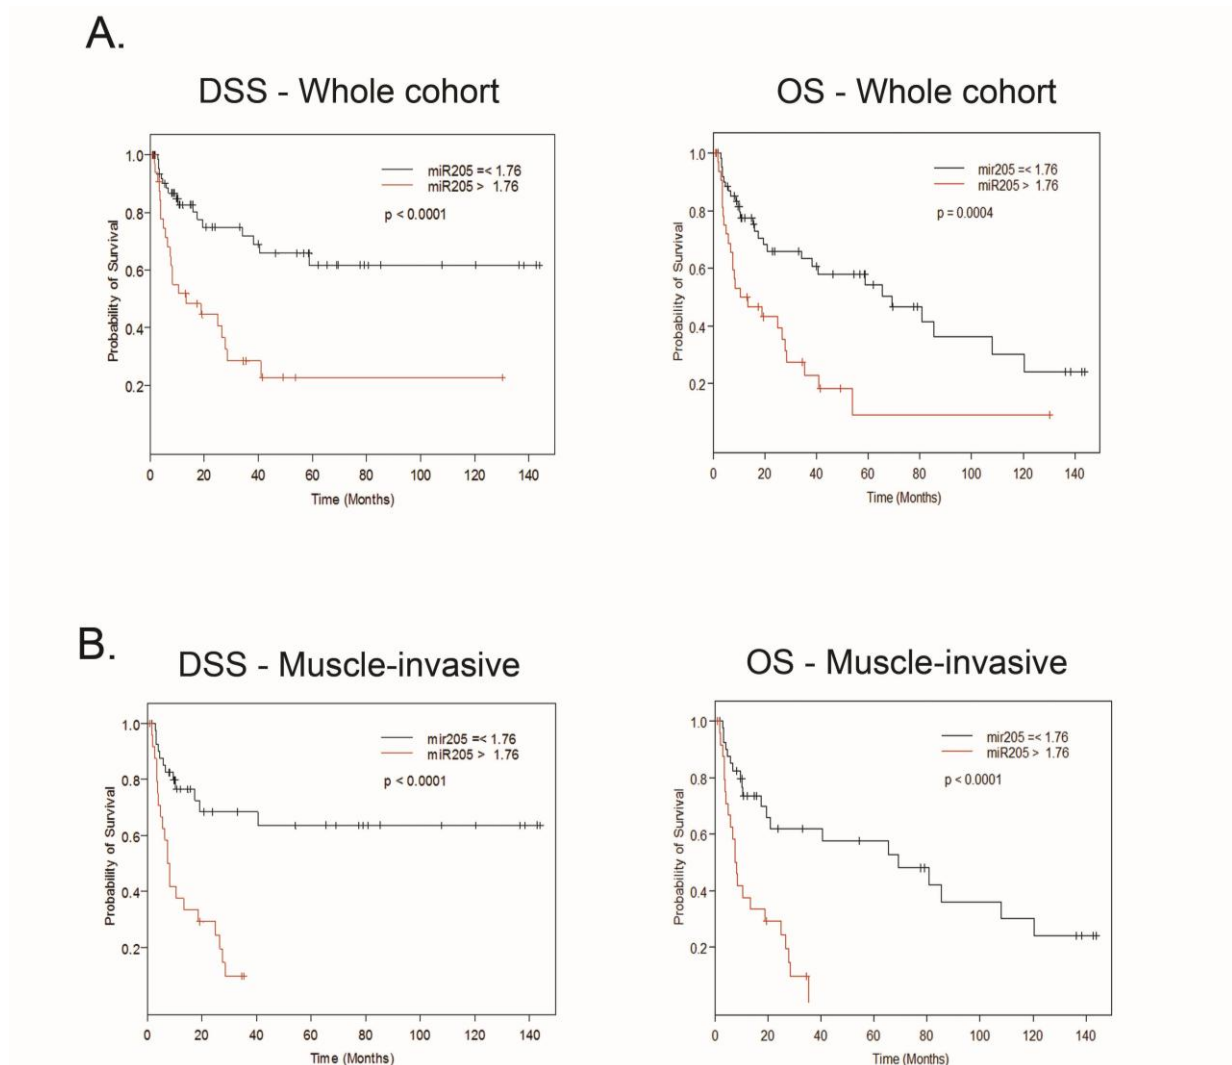 A.
DSS - Whole cohort
miR205 =< 1.76
miR205 > 1.76
p < 0.0001
Probability of Survival
1.0
0.8
0.6
0.4
0.2
0 20 40 60 80 100 120 140
Time (Months)
OS - Whole cohort
mir205 =< 1.76
miR205 > 1.76
p = 0.0004
Probability of Survival
1.0
0.8
0.6
0.4
0.2
0 20 40 60 80 100 120 140
Time (Months)
B.
DSS - Muscle-invasive
mir205 =< 1.76
miR205 > 1.76
p < 0.0001
Probability of Survival
1.0
0.8
0.6
0.4
0.2
0 20 40 60 80 100 120 140
Time (Months)
OS - Muscle-invasive
mir205 =< 1.76
miR205 > 1.76
p < 0.0001
Probability of Survival
1.0
0.8
0.6
0.4
0.2
0 20 40 60 80 100 120 140
Time (Months)